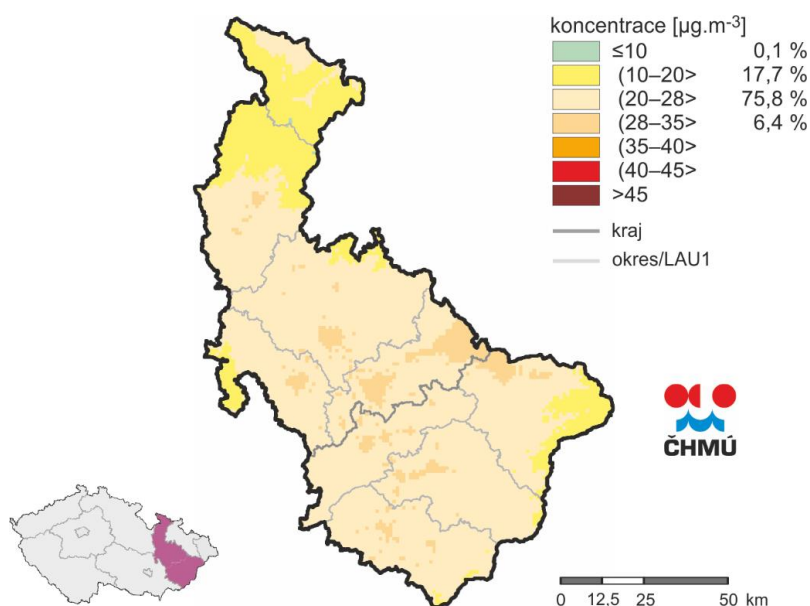 koncentrace [µg.m-3]
≤10 0,1 %
(10–20> 17,7 %
(20–28> 75,8 %
(28–35> 6,4 %
(35–40>
(40–45>
>45
kraj
okres/LAU1
ČHMÚ
0 12.5 25 50 km